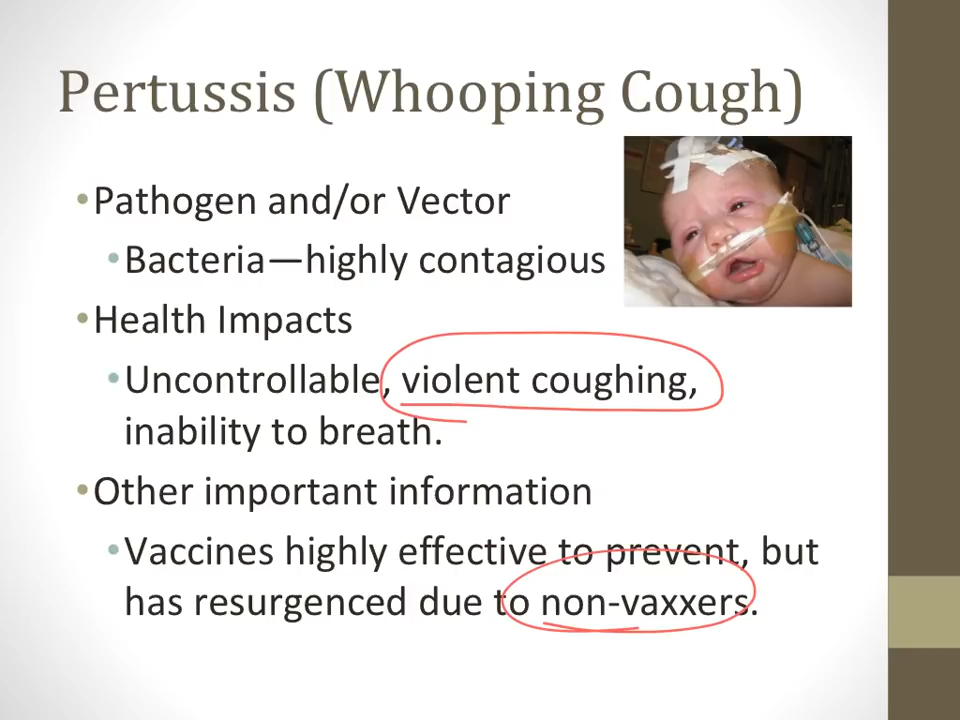 Pertussis (Whooping Cough)
•Pathogen and/or Vector
•Bacteria—highly contagious
•Health Impacts
•Uncontrollable, violent coughing,
inability to breath.
•Other important information
•Vaccines highly effective to prevent, but
has resurgenced due to non-vaxxers.